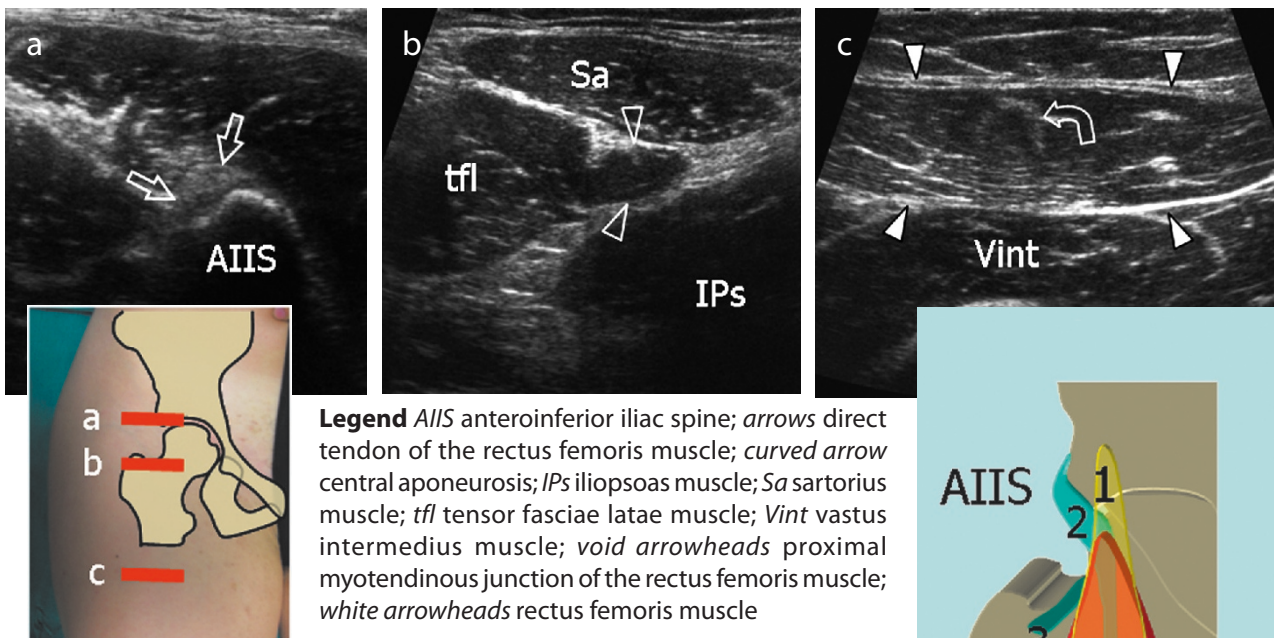 a
AIIS
b
Sa
tfl
IPs
c
Vint
a
b
c
Legend AIIS anteroinferior iliac spine; arrows direct
tendon of the rectus femoris muscle; curved arrow
central aponeurosis; IPs iliopsoas muscle; Sa sartorius
muscle; tfl tensor fasciae latae muscle; Vint vastus
intermedius muscle; void arrowheads proximal
myotendinous junction of the rectus femoris muscle;
white arrowheads rectus femoris muscle
AIIS
1
2
3